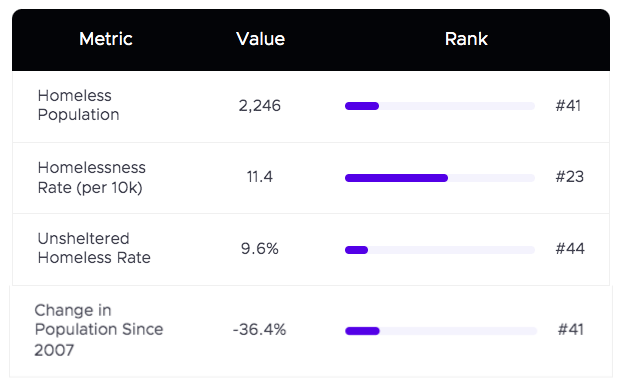 Metric Value Rank
Homeless
Population
2,246 #41
Homelessness
Rate (per 10k)
11.4 #23
Unsheltered
Homeless Rate
9.6% #44
Change in
Population Since
2007
-36.4% #41